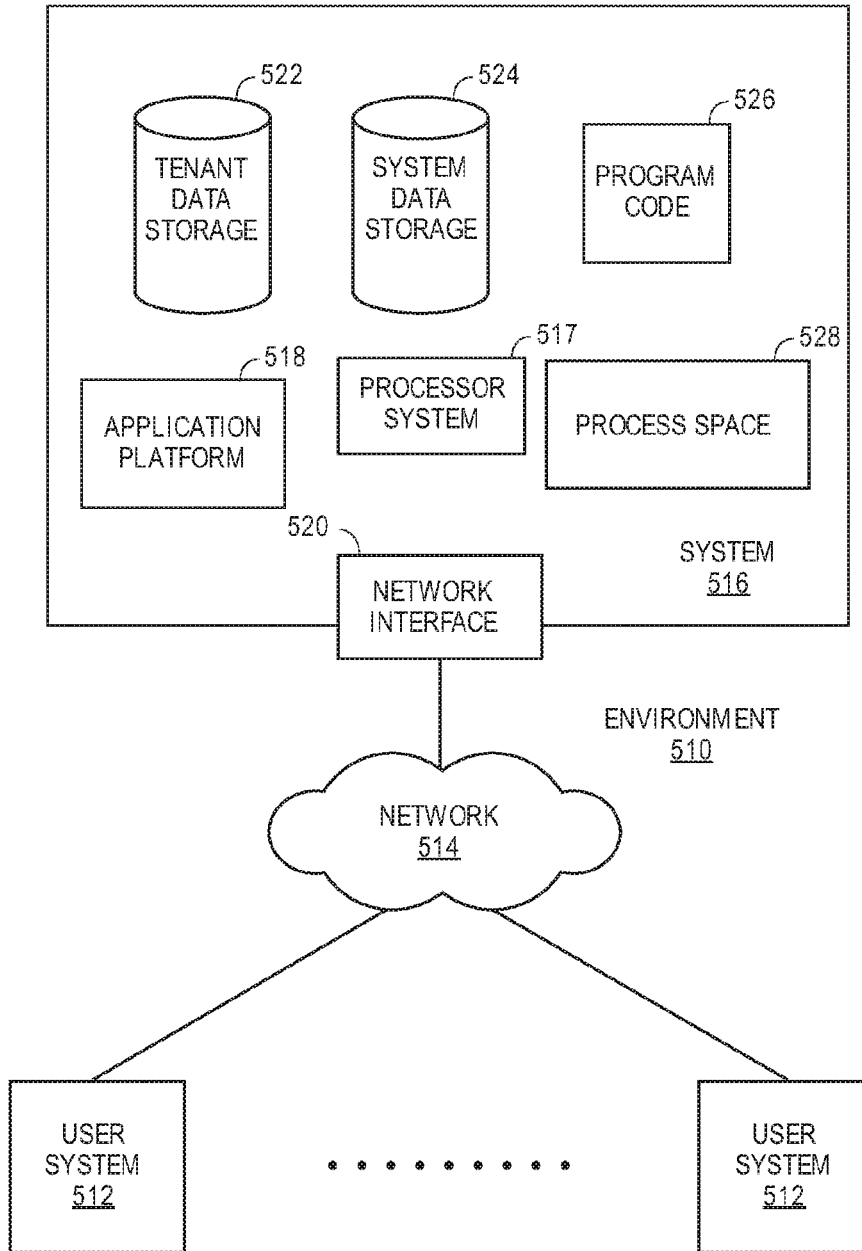 522
TENANT
DATA
STORAGE
524
SYSTEM
DATA
STORAGE
526
PROGRAM
CODE
518
APPLICATION
PLATFORM
517
PROCESSOR
SYSTEM
528
PROCESS SPACE
520
NETWORK
INTERFACE
SYSTEM
516
ENVIRONMENT
510
NETWORK
514
USER
SYSTEM
512
USER
SYSTEM
512